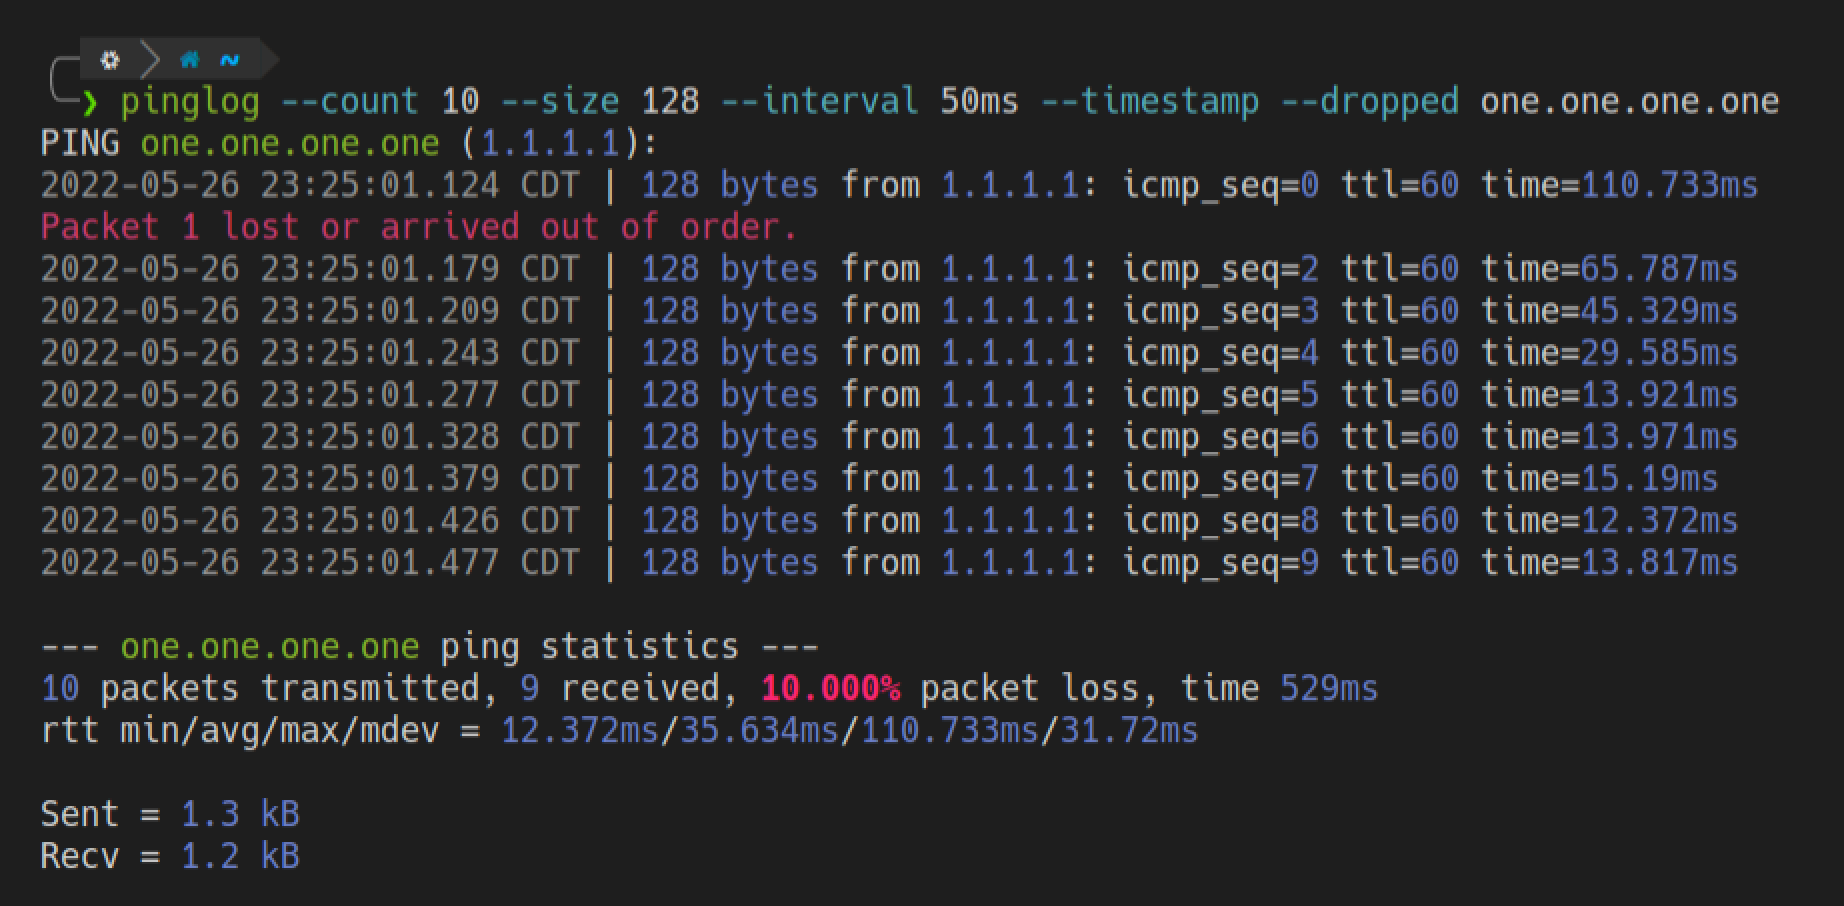 ~
❯ pinglog --count 10 --size 128 --interval 50ms --timestamp --dropped one.one.one.one
PING one.one.one.one (1.1.1.1):
2022-05-26 23:25:01.124 CDT | 128 bytes from 1.1.1.1: icmp_seq=0 ttl=60 time=110.733ms
Packet 1 lost or arrived out of order.
2022-05-26 23:25:01.179 CDT | 128 bytes from 1.1.1.1: icmp_seq=2 ttl=60 time=65.787ms
2022-05-26 23:25:01.209 CDT | 128 bytes from 1.1.1.1: icmp_seq=3 ttl=60 time=45.329ms
2022-05-26 23:25:01.243 CDT | 128 bytes from 1.1.1.1: icmp_seq=4 ttl=60 time=29.585ms
2022-05-26 23:25:01.277 CDT | 128 bytes from 1.1.1.1: icmp_seq=5 ttl=60 time=13.921ms
2022-05-26 23:25:01.328 CDT | 128 bytes from 1.1.1.1: icmp_seq=6 ttl=60 time=13.971ms
2022-05-26 23:25:01.379 CDT | 128 bytes from 1.1.1.1: icmp_seq=7 ttl=60 time=15.19ms
2022-05-26 23:25:01.426 CDT | 128 bytes from 1.1.1.1: icmp_seq=8 ttl=60 time=12.372ms
2022-05-26 23:25:01.477 CDT | 128 bytes from 1.1.1.1: icmp_seq=9 ttl=60 time=13.817ms
--- one.one.one.one ping statistics ---
10 packets transmitted, 9 received, 10.000% packet loss, time 529ms
rtt min/avg/max/mdev = 12.372ms/35.634ms/110.733ms/31.72ms
Sent = 1.3 kB
Recv = 1.2 kB